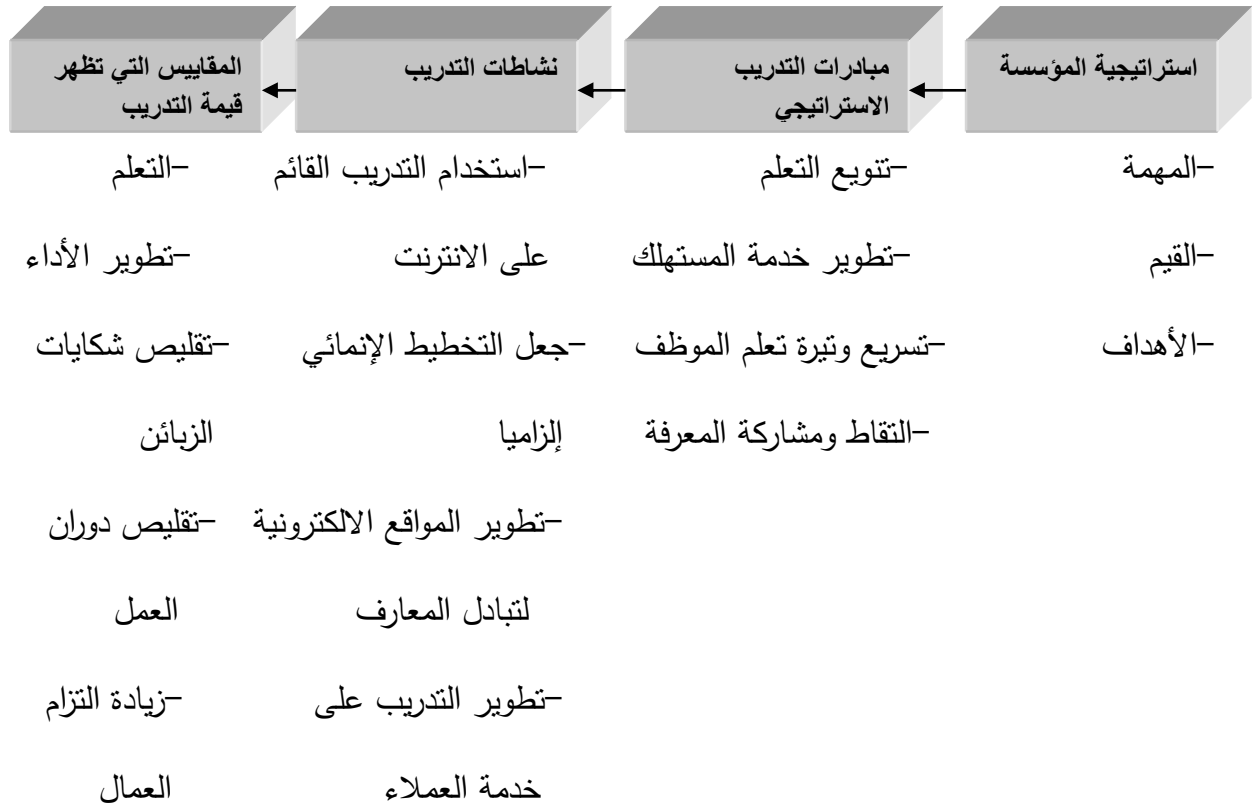 استراتيجية المؤسسة
مبادرات التدريب
الاستراتيجي
نشاطات التدريب
المقاييس التي تظهر
قيمة التدريب
-المهمة
-القيم
-الأهداف
-تنويع التعلم
-تطوير خدمة المستهلك
-تسريع وتيرة تعلم الموظف
-التقاط ومشاركة المعرفة
-استخدام التدريب القائم
على الانترنت
-جعل التخطيط الإنمائي
إلزاميا
-تطوير المواقع الالكترونية
لتبادل المعارف
-تطوير التدريب على
خدمة العملاء
-التعلم
-تطوير الأداء
-تقليص شكايات
الزبائن
-تقليص دوران
العمل
-زيادة التزام
العمال